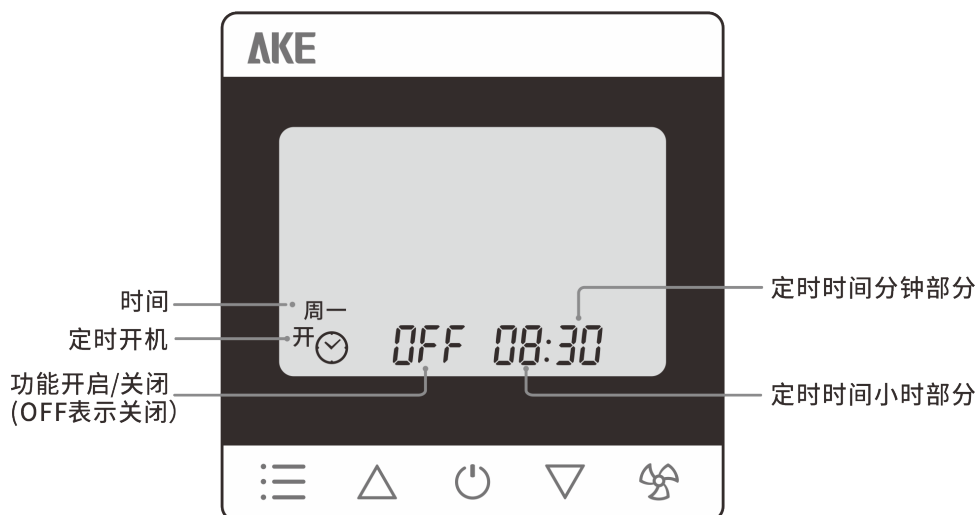 AKE
时间
周一
定时开机
开
OFF 08:30
定时时间分钟部分
功能开启/关闭
(OFF表示关闭)
定时时间小时部分